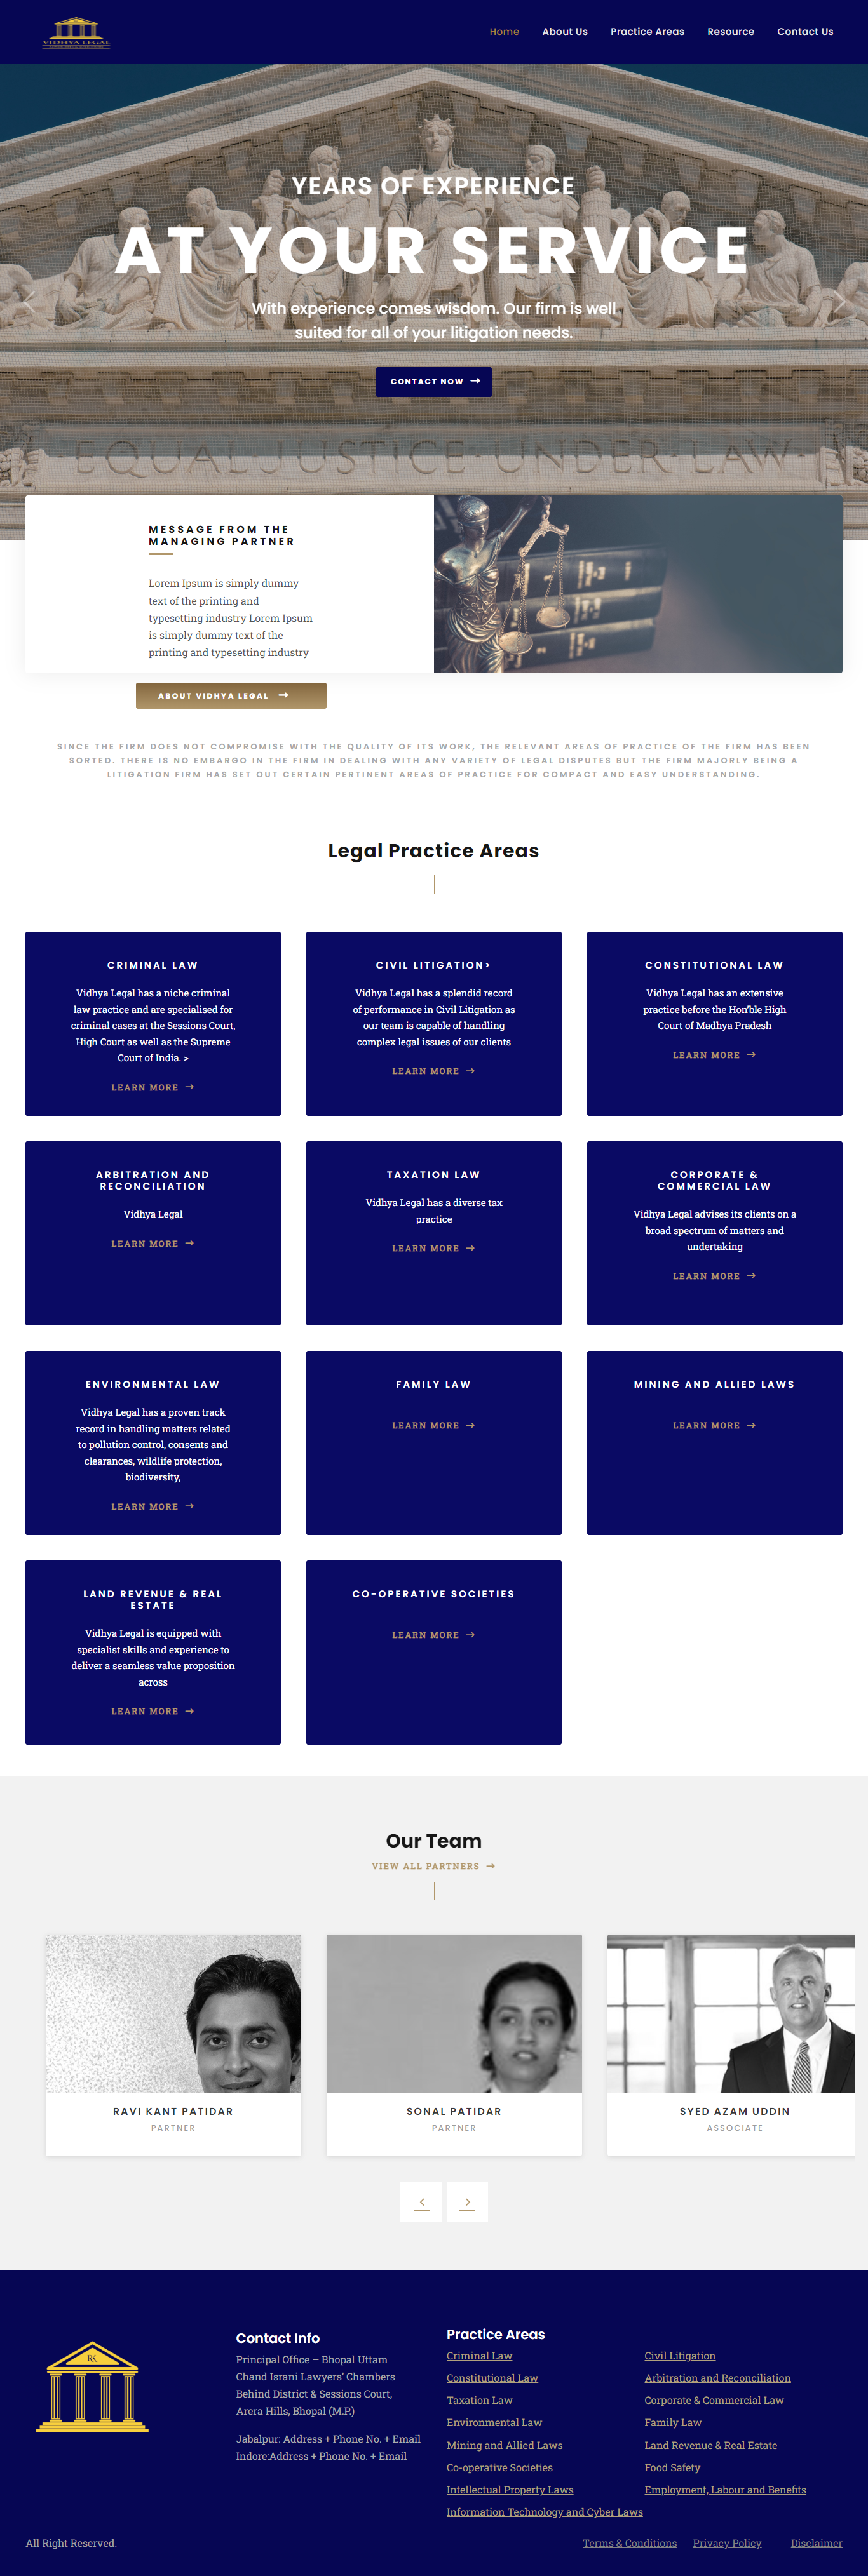 VIDHYA LEGAL
Home About Us Practice Areas Resource Contact Us
YEARS OF EXPERIENCE
AT YOUR SERVICE
With experience comes wisdom. Our firm is well
suited for all of your litigation needs.
CONTACT NOW →
EQUAL JUSTICE UNDER LAW
MESSAGE FROM THE
MANAGING PARTNER
Lorem Ipsum is simply dummy
text of the printing and
typesetting industry Lorem Ipsum
is simply dummy text of the
printing and typesetting industry
ABOUT VIDHYA LEGAL →
SINCE THE FIRM DOES NOT COMPROMISE WITH THE QUALITY OF ITS WORK, THE RELEVANT AREAS OF PRACTICE OF THE FIRM HAS BEEN
SORTED. THERE IS NO EMBARGO IN THE FIRM IN DEALING WITH ANY VARIETY OF LEGAL DISPUTES BUT THE FIRM MAJORLY BEING A
LITIGATION FIRM HAS SET OUT CERTAIN PERTINENT AREAS OF PRACTICE FOR COMPACT AND EASY UNDERSTANDING.
Legal Practice Areas
CRIMINAL LAW
Vidhya Legal has a niche criminal
law practice and are specialised for
criminal cases at the Sessions Court,
High Court as well as the Supreme
Court of India. >
LEARN MORE →
CIVIL LITIGATION>
Vidhya Legal has a splendid record
of performance in Civil Litigation as
our team is capable of handling
complex legal issues of our clients
LEARN MORE →
CONSTITUTIONAL LAW
Vidhya Legal has an extensive
practice before the Hon'ble High
Court of Madhya Pradesh
LEARN MORE →
ARBITRATION AND
RECONCILIATION
Vidhya Legal
LEARN MORE →
TAXATION LAW
Vidhya Legal has a diverse tax
practice
LEARN MORE →
CORPORATE &
COMMERCIAL LAW
Vidhya Legal advises its clients on a
broad spectrum of matters and
undertaking
LEARN MORE →
ENVIRONMENTAL LAW
Vidhya Legal has a proven track
record in handling matters related
to pollution control, consents and
clearances, wildlife protection,
biodiversity,
LEARN MORE →
FAMILY LAW
LEARN MORE →
MINING AND ALLIED LAWS
LEARN MORE →
LAND REVENUE & REAL
ESTATE
Vidhya Legal is equipped with
specialist skills and experience to
deliver a seamless value proposition
across
LEARN MORE →
CO-OPERATIVE SOCIETIES
LEARN MORE →
Our Team
VIEW ALL PARTNERS →
RAVI KANT PATIDAR
PARTNER
SONAL PATIDAR
PARTNER
SYED AZAM UDDIN
ASSOCIATE
RK
Contact Info
Principal Office – Bhopal Uttam
Chand Israni Lawyers' Chambers
Behind District & Sessions Court,
Arera Hills, Bhopal (M.P.)
Jabalpur: Address + Phone No. + Email
Indore:Address + Phone No. + Email
Practice Areas
Criminal Law Civil Litigation
Constitutional Law Arbitration and Reconciliation
Taxation Law Corporate & Commercial Law
Environmental Law Family Law
Mining and Allied Laws Land Revenue & Real Estate
Co-operative Societies Food Safety
Intellectual Property Laws Employment, Labour and Benefits
Information Technology and Cyber Laws
All Right Reserved.
Terms & Conditions Privacy Policy Disclaimer